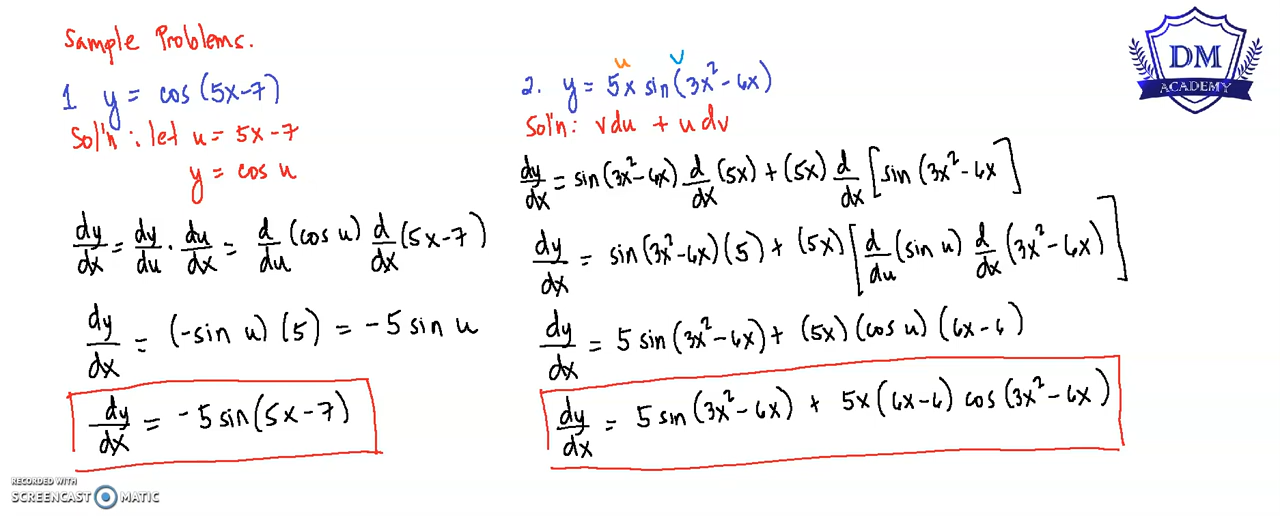 Sample Problems.
1 y = cos (5x-7)
Sol'n : let u = 5x-7
y = cos u
dy/dx = dy/du · du/dx = d/du (cos u) d/dx (5x-7)
dy/dx = (-sin u) (5) = -5 sin u
dy/dx = -5 sin(5x-7)
u v
2. y = 5x sin(3x²-6x)
Sol'n: vdu + udv
dy/dx = sin(3x²-6x) d/dx (5x) + (5x) d/dx [sin (3x²-6x]
dy/dx = sin(3x²-6x)(5) + (5x) [d/du (sin u) d/dx (3x²-6x)]
dy/dx = 5 sin(3x²-6x) + (5x) (cos u) (6x-6)
dy/dx = 5 sin(3x²-6x) + 5x(6x-6) cos (3x²-6x)
DM
ACADEMY
RECORDED WITH
SCREENCAST MATIC